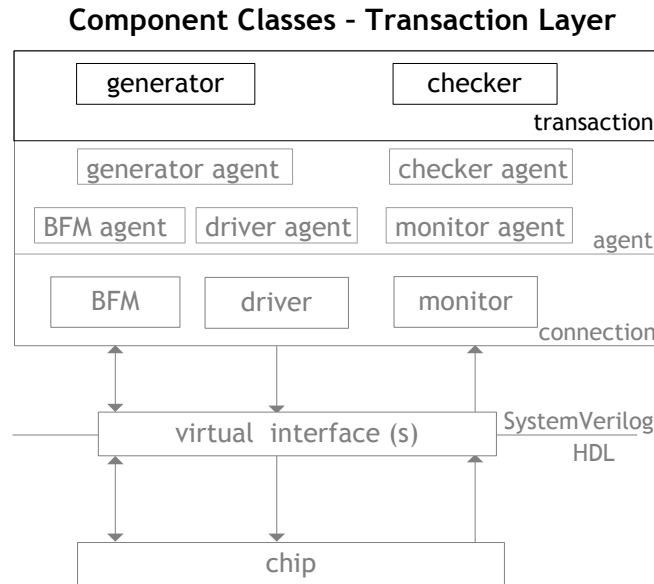 Component Classes – Transaction Layer
generator checker
transaction
generator agent checker agent
BFM agent driver agent monitor agent
agent
BFM driver monitor
connection
virtual interface (s) SystemVerilog
HDL
chip